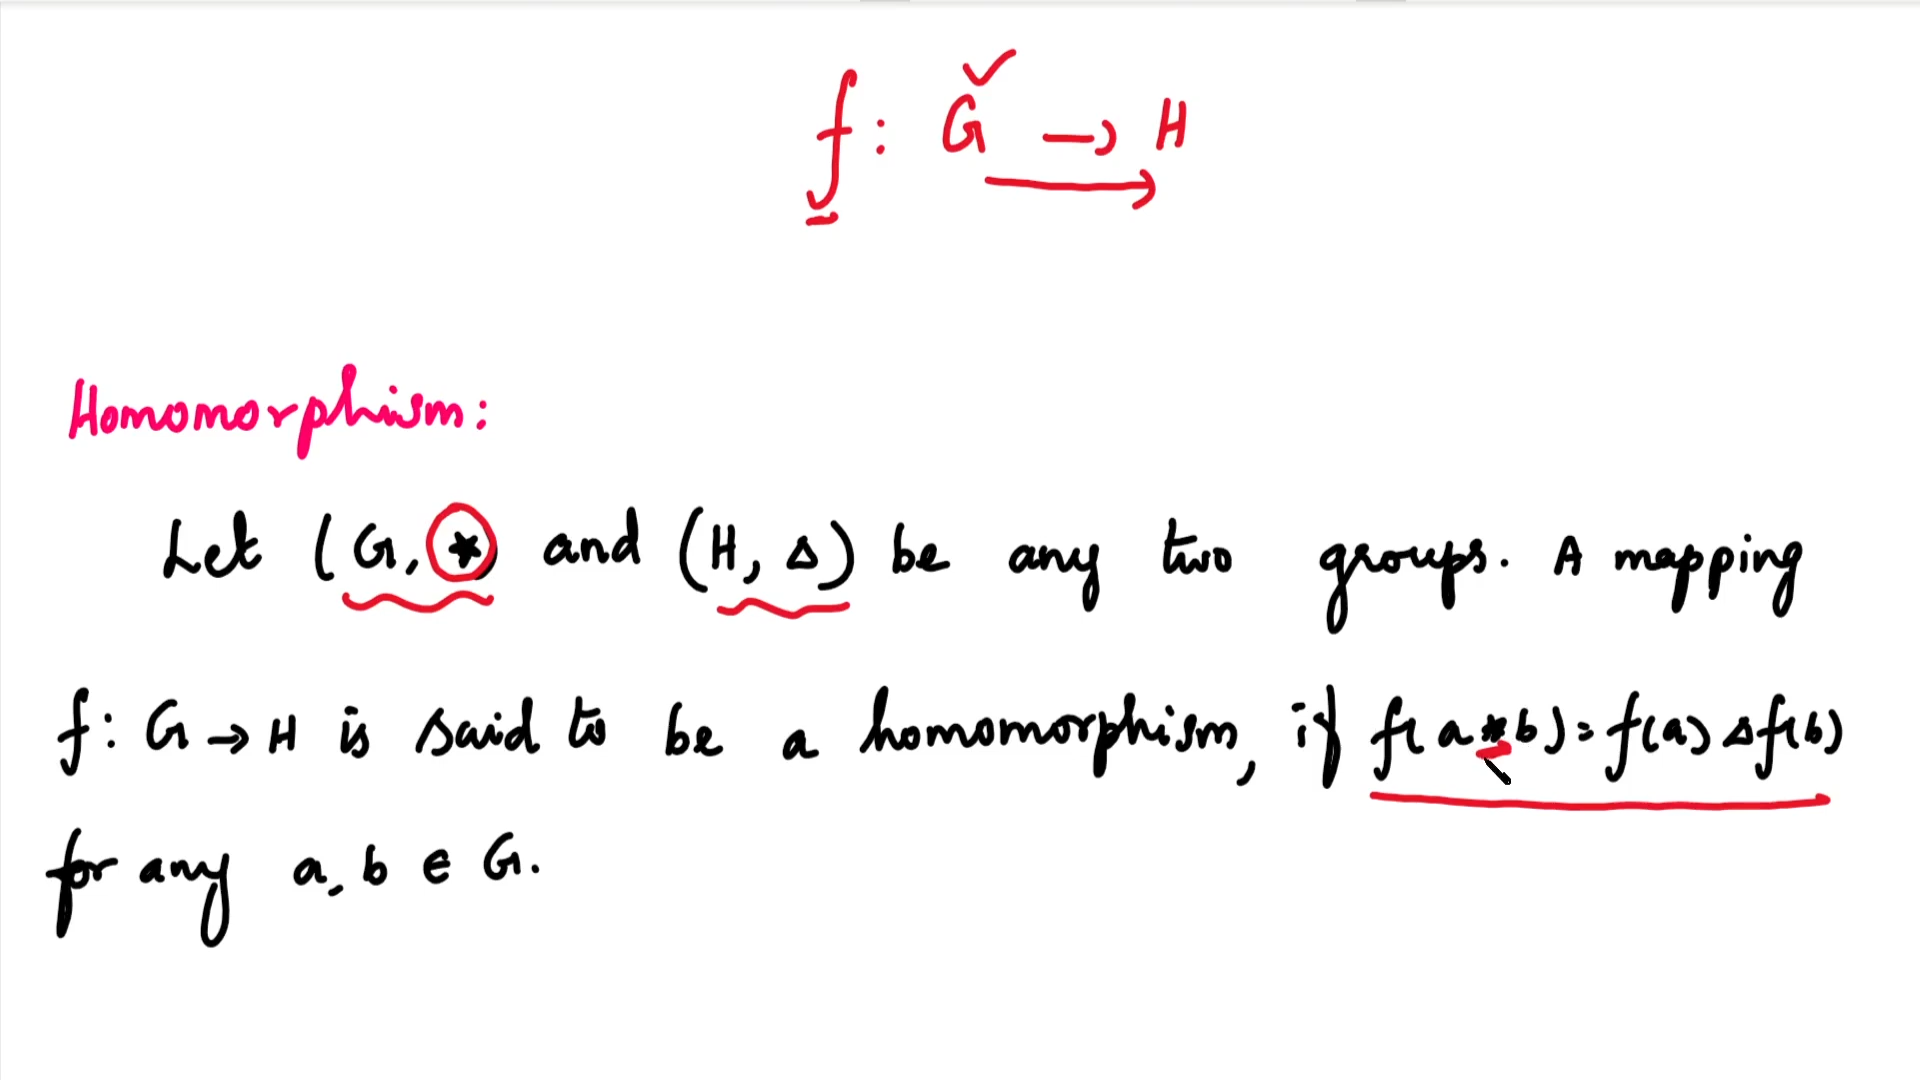 f: G → H
Homomorphism:
Let (G, *) and (H, Δ) be any two groups. A mapping
f: G → H is said to be a homomorphism, if f(a*b) = f(a) Δ f(b)
for any a, b ∈ G.